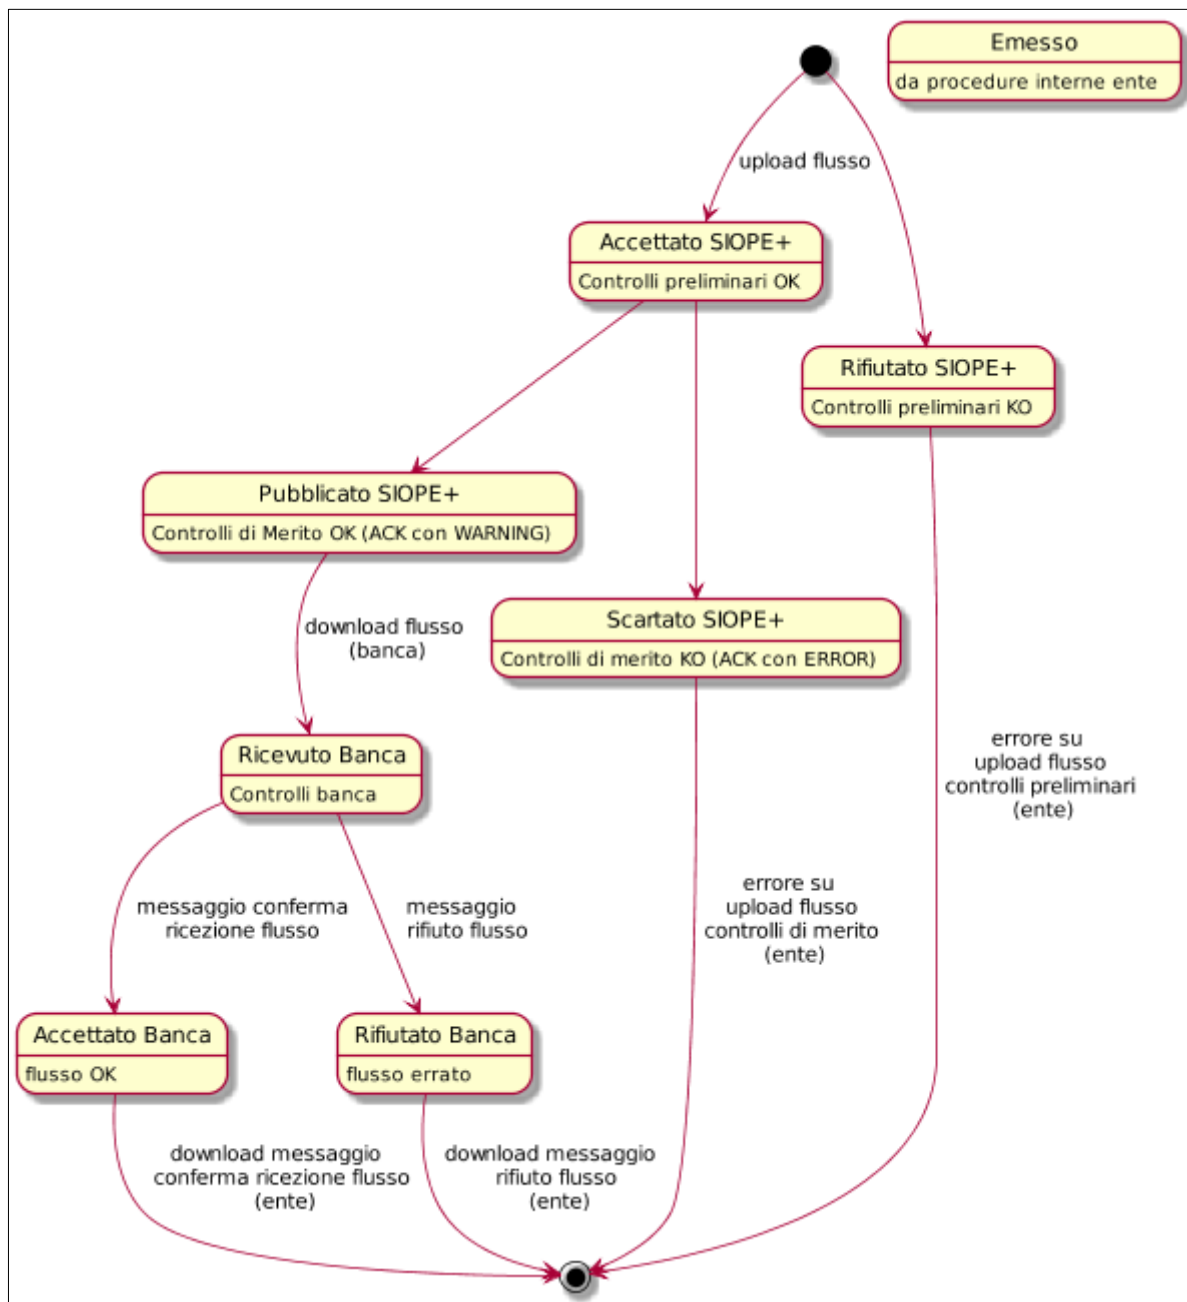 Emesso
da procedure interne ente
upload flusso
Accettato SIOPE+
Controlli preliminari OK
Rifiutato SIOPE+
Controlli preliminari KO
Pubblicato SIOPE+
Controlli di Merito OK (ACK con WARNING)
download flusso
(banca)
Scartato SIOPE+
Controlli di merito KO (ACK con ERROR)
Ricevuto Banca
Controlli banca
errore su
upload flusso
controlli preliminari
(ente)
messaggio conferma
ricezione flusso
messaggio
rifiuto flusso
errore su
upload flusso
controlli di merito
(ente)
Accettato Banca
flusso OK
Rifiutato Banca
flusso errato
download messaggio
conferma ricezione flusso
(ente)
download messaggio
rifiuto flusso
(ente)